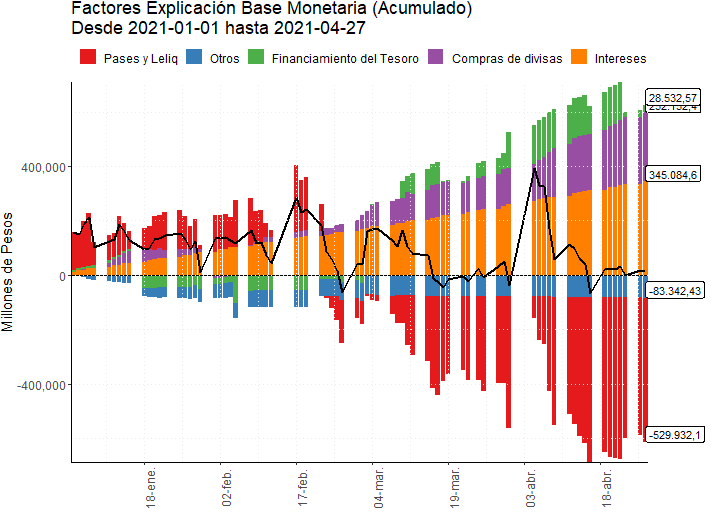 Factores Explicación Base Monetaria (Acumulado)
Desde 2021-01-01 hasta 2021-04-27
Pases y Leliq Otros Financiamiento del Tesoro Compras de divisas Intereses
Millones de Pesos
400,000
0
-400,000
28.532,57
345.084,6
-83.342,43
-529.932,1
18-ene.
02-feb.
17-feb.
04-mar.
19-mar.
03-abr.
18-abr.